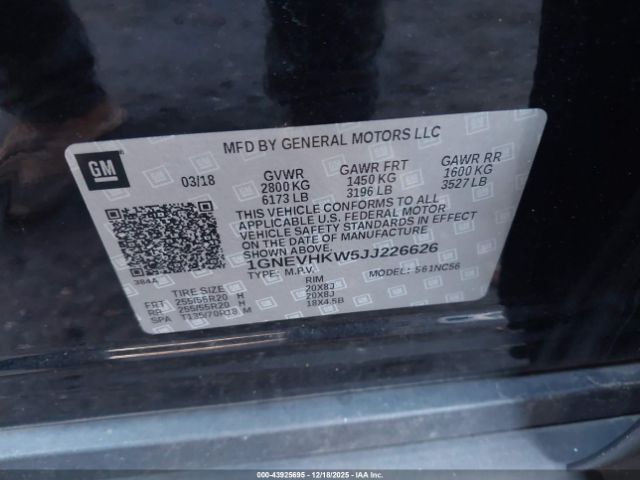 MFD BY GENERAL MOTORS LLC
GM
03/18 GVWR GAWR FRT GAWR RR
2800 KG 1450 KG 1600 KG
6173 LB 3196 LB 3527 LB
THIS VEHICLE CONFORMS TO ALL
APPLICABLE U.S. FEDERAL MOTOR
VEHICLE SAFETY STANDARDS IN EFFECT
ON THE DATE OF MANUFACTURE
SHOWN ABOVE.
1GNEVHKW5JJ226626
TYPE: M.P.V. MODEL: 561NC56
384A
TIRE SIZE RIM
FRT 255/55R20 H 20X8J
RR 255/55R20 H 20X8J
SPA T135/70R18 M 18X4.5B
000-43925695 - 12/18/2025 - IAA, Inc.